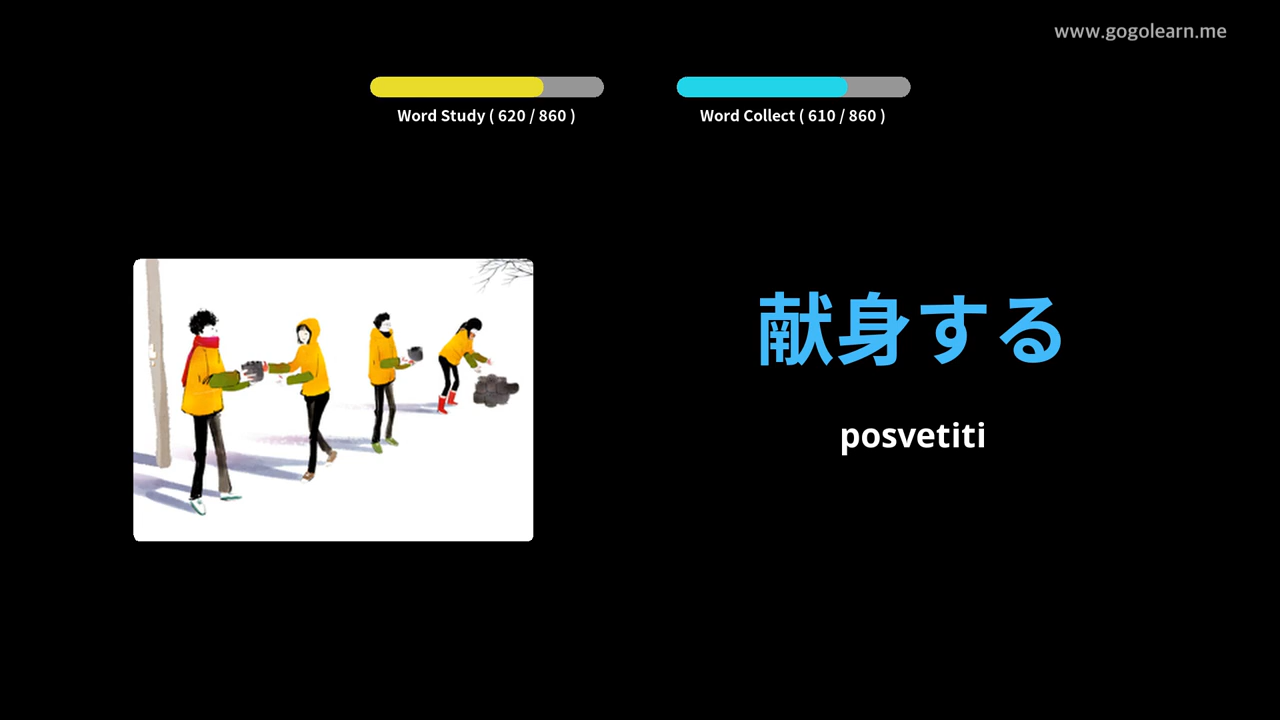 www.gogolearn.me
Word Study ( 620 / 860 )
Word Collect ( 610 / 860 )
献身する
posvetiti